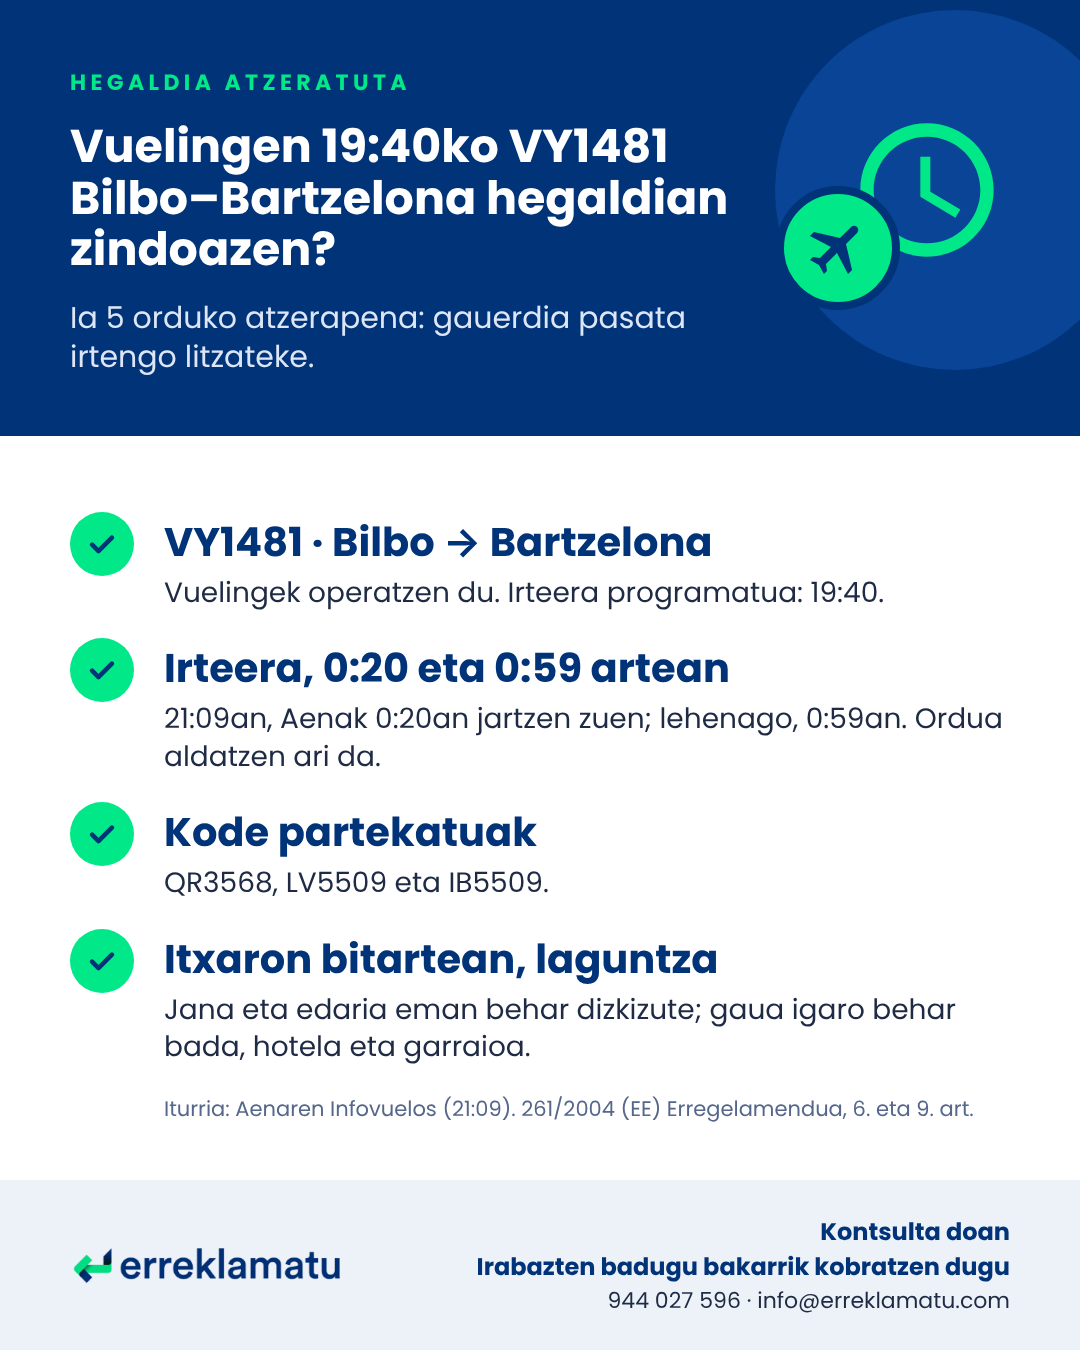 HEGALDIA ATZERATUTA
Vuelingen 19:40ko VY1481
Bilbo–Bartzelona hegaldian
zindoazen?
Ia 5 orduko atzerapena: gauerdia pasata
irtengo litzateke.
VY1481 · Bilbo → Bartzelona
Vuelingek operatzen du. Irteera programatua: 19:40.
Irteera, 0:20 eta 0:59 artean
21:09an, Aenak 0:20an jartzen zuen; lehenago, 0:59an. Ordua
aldatzen ari da.
Kode partekatuak
QR3568, LV5509 eta IB5509.
Itxaron bitartean, laguntza
Jana eta edaria eman behar dizkizute; gaua igaro behar
bada, hotela eta garraioa.
Iturria: Aenaren Infovuelos (21:09). 261/2004 (EE) Erregelamendua, 6. eta 9. art.
erreklamatu
Kontsulta doan
Irabazten badugu bakarrik kobratzen dugu
944 027 596 · info@erreklamatu.com